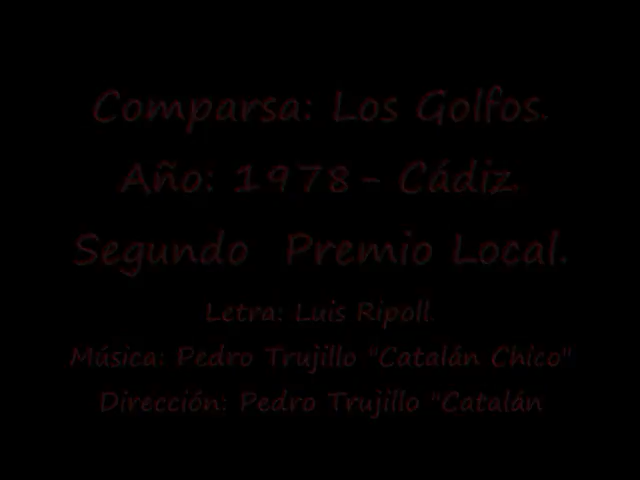 Comparsa: Los Golfos.
Año: 1978- Cádiz.
Segundo Premio Local.
Letra: Luis Ripoll
Música: Pedro Trujillo "Catalán Chico"
Dirección: Pedro Trujillo "Catalán